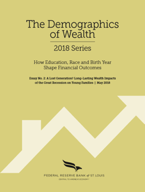 The Demographics
of Wealth
2018 Series
How Education, Race and Birth Year
Shape Financial Outcomes
Essay No. 2: A Lost Generation? Long-Lasting Wealth Impacts
of the Great Recession on Young Families | May 2018
FEDERAL RESERVE BANK of ST. LOUIS